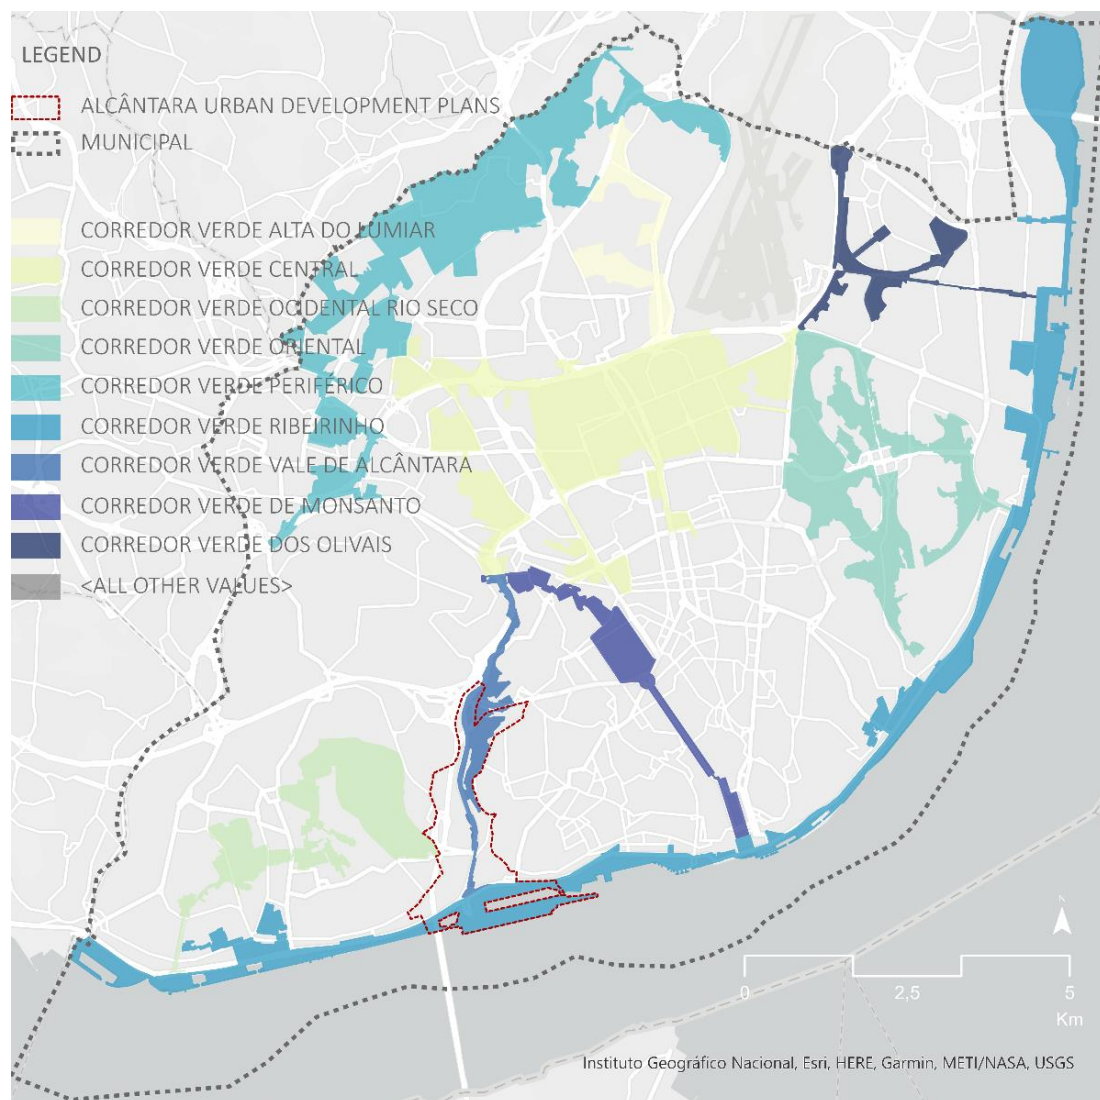 LEGEND
ALCÂNTARA URBAN DEVELOPMENT PLANS
MUNICIPAL
CORREDOR VERDE ALTA DO LUMIAR
CORREDOR VERDE CENTRAL
CORREDOR VERDE OCIDENTAL RIO SECO
CORREDOR VERDE ORIENTAL
CORREDOR VERDE PERIFÉRICO
CORREDOR VERDE RIBEIRINHO
CORREDOR VERDE VALE DE ALCÂNTARA
CORREDOR VERDE DE MONSANTO
CORREDOR VERDE DOS OLIVAIS
<ALL OTHER VALUES>
N
0 2,5 5
Km
Instituto Geográfico Nacional, Esri, HERE, Garmin, METI/NASA, USGS